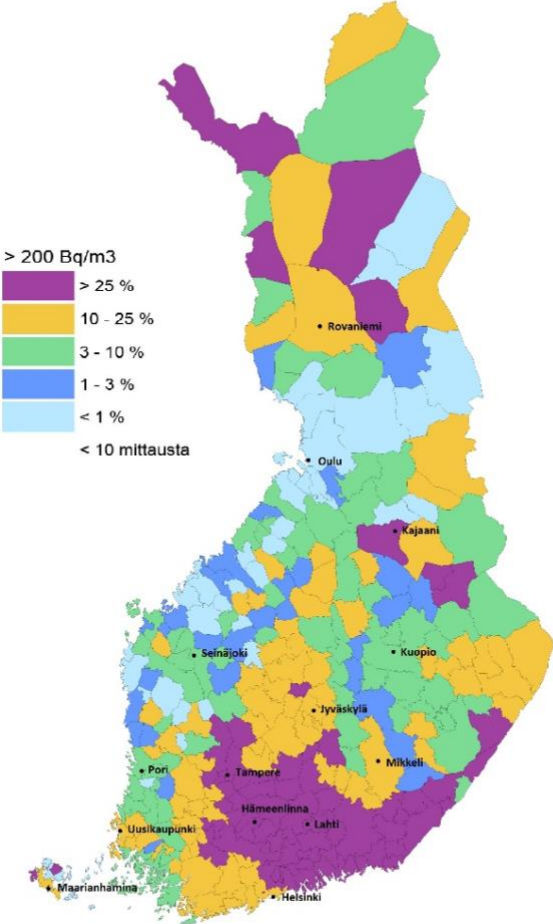 > 200 Bq/m3
> 25 %
10 - 25 %
3 - 10 %
1 - 3 %
< 1 %
< 10 mittausta
Rovaniemi
Oulu
Kajaani
Seinäjoki
Kuopio
Jyväskylä
Mikkeli
Pori
Tampere
Hämeenlinna
Lahti
Uusikaupunki
Maarianhamina
Helsinki